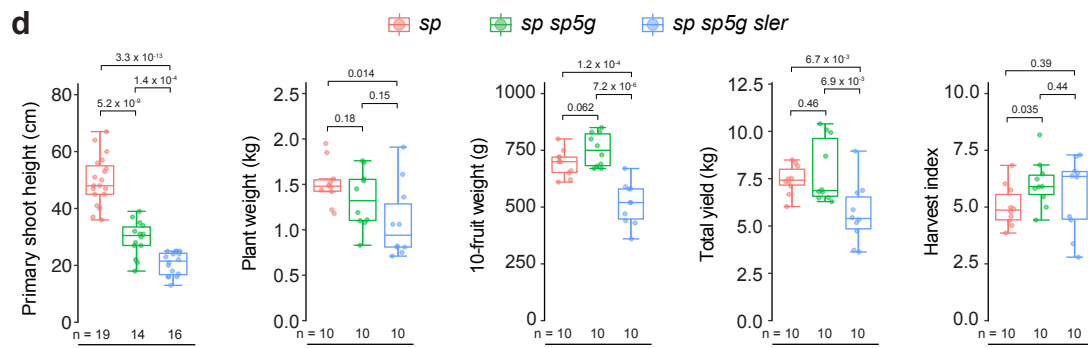 d
sp
sp sp5g
sp sp5g sler
Primary shoot height (cm)
80
60
40
20
0
3.3 x 10-13
1.4 x 10-4
5.2 x 10-9
n = 19 14 16
Plant weight (kg)
2.5
2.0
1.5
1.0
0.5
0.0
0.014
0.15
0.18
n = 10 10 10
10-fruit weight (g)
1000
750
500
250
0
1.2 x 10-4
7.2 x 10-6
0.062
n = 10 10 10
Total yield (kg)
12.5
10.0
7.5
5.0
2.5
0.0
6.7 x 10-3
6.9 x 10-3
0.46
n = 10 10 10
Harvest index
10.0
7.5
5.0
2.5
0.0
0.39
0.44
0.035
n = 10 10 10